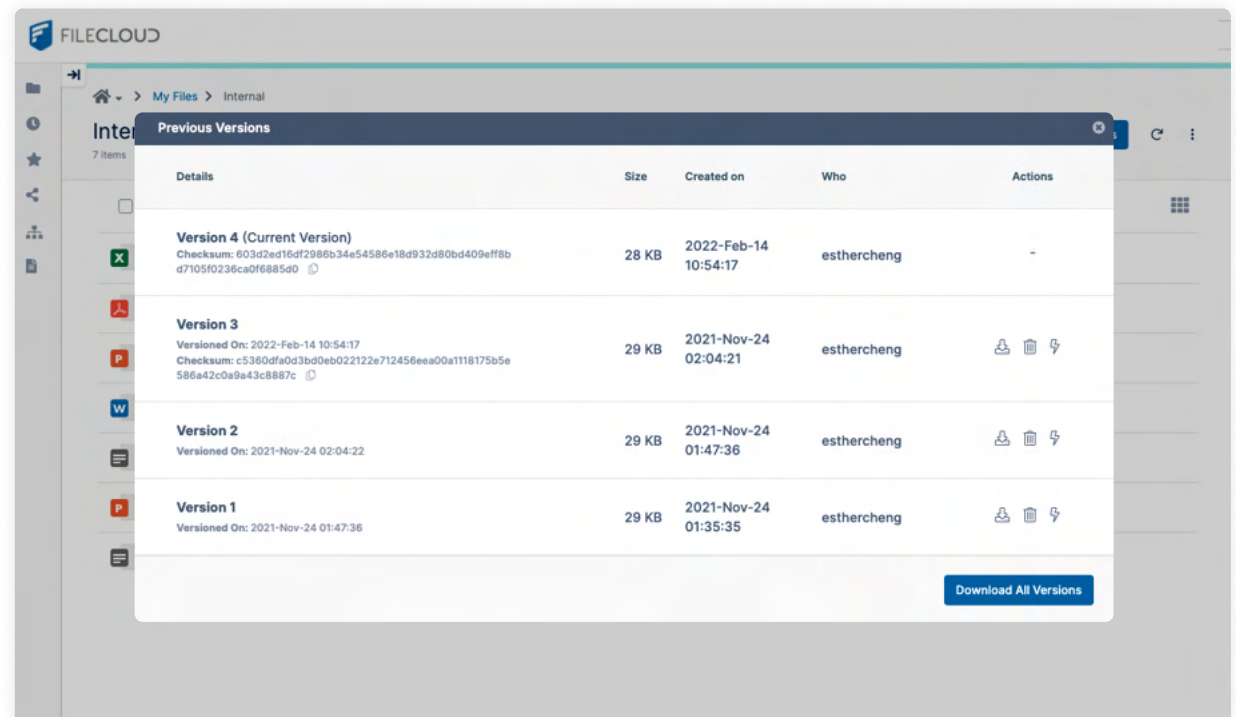 FILECLOUD
My Files > Internal
Inter
7 items
Previous Versions
Details Size Created on Who Actions
Version 4 (Current Version)
Checksum: 603d2ed16df2986b34e54586e18d932d80bd409eff8b
d7105f0236ca0f6885d0
28 KB
2022-Feb-14
10:54:17
esthercheng
-
Version 3
Versioned On: 2022-Feb-14 10:54:17
Checksum: c5360dfa0d3bd0eb022122e712456eea00a1118175b5e
586a42c0a9a43c8887c
29 KB
2021-Nov-24
02:04:21
esthercheng
Version 2
Versioned On: 2021-Nov-24 02:04:22
29 KB
2021-Nov-24
01:47:36
esthercheng
Version 1
Versioned On: 2021-Nov-24 01:47:36
29 KB
2021-Nov-24
01:35:35
esthercheng
Download All Versions